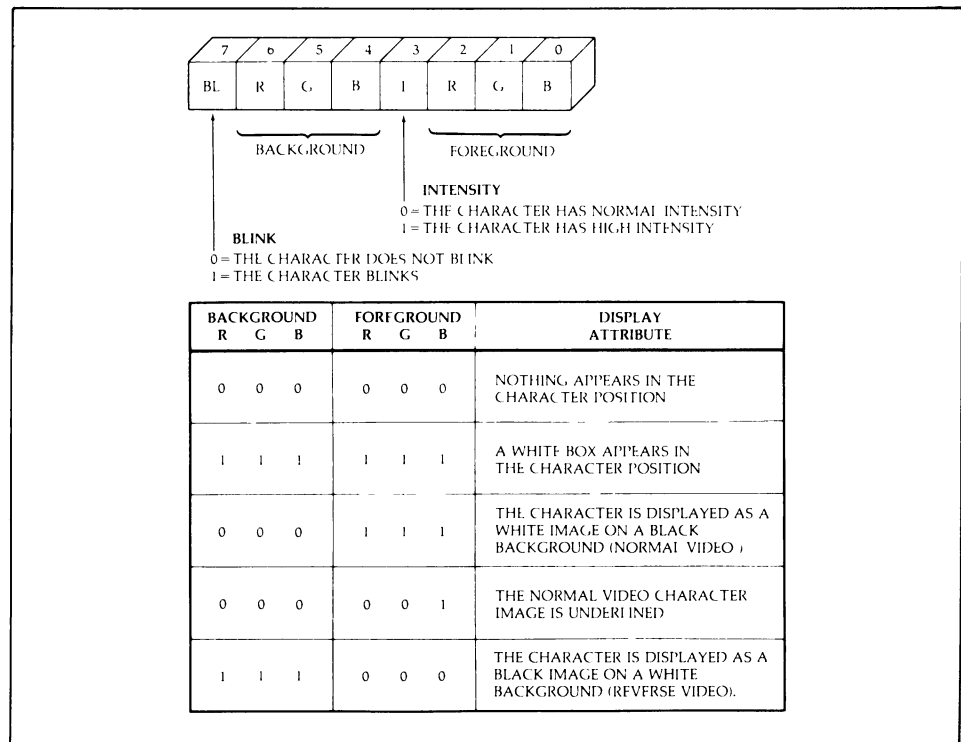 7 6 5 4 3 2 1 0
BL R G B I R G B
BACKGROUND FOREGROUND
INTENSITY
0 = THE CHARACTER HAS NORMAL INTENSITY
1 = THE CHARACTER HAS HIGH INTENSITY
BLINK
0 = THE CHARACTER DOES NOT BLINK
1 = THE CHARACTER BLINKS
BACKGROUND FOREGROUND DISPLAY
R G B R G B ATTRIBUTE
0 0 0 0 0 0 NOTHING APPEARS IN THE
CHARACTER POSITION
1 1 1 1 1 1 A WHITE BOX APPEARS IN
THE CHARACTER POSITION
THE CHARACTER IS DISPLAYED AS A
0 0 0 1 1 1 WHITE IMAGE ON A BLACK
BACKGROUND (NORMAL VIDEO )
0 0 0 0 0 1 THE NORMAL VIDEO CHARACTER
IMAGE IS UNDERLINED
THE CHARACTER IS DISPLAYED AS A
1 1 1 0 0 0 BLACK IMAGE ON A WHITE
BACKGROUND (REVERSE VIDEO).